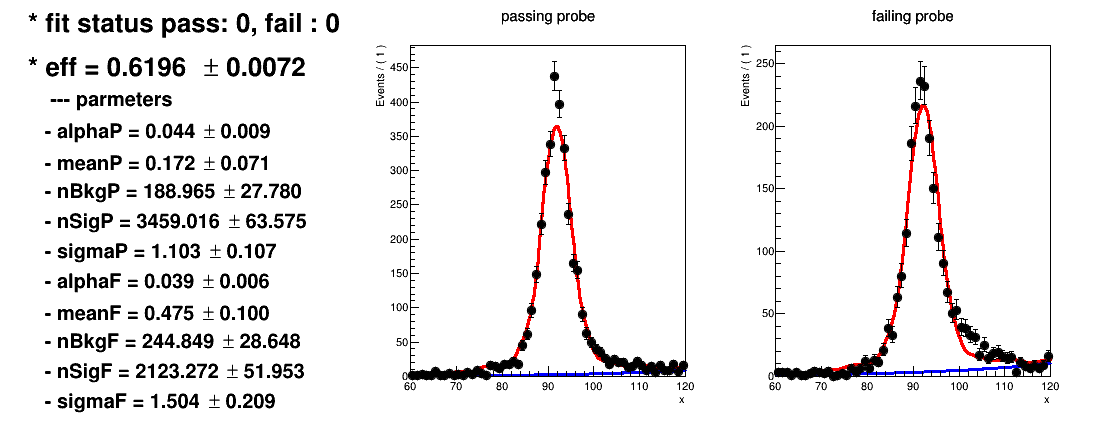 * fit status pass: 0, fail : 0
* eff = 0.6196 ± 0.0072
--- parmeters
- alphaP = 0.044 ± 0.009
- meanP = 0.172 ± 0.071
- nBkgP = 188.965 ± 27.780
- nSigP = 3459.016 ± 63.575
- sigmaP = 1.103 ± 0.107
- alphaF = 0.039 ± 0.006
- meanF = 0.475 ± 0.100
- nBkgF = 244.849 ± 28.648
- nSigF = 2123.272 ± 51.953
- sigmaF = 1.504 ± 0.209
passing probe
Events / ( 1 )
450
400
350
300
250
200
150
100
50
0
60 70 80 90 100 110 120
x
failing probe
Events / ( 1 )
250
200
150
100
50
0
60 70 80 90 100 110 120
x